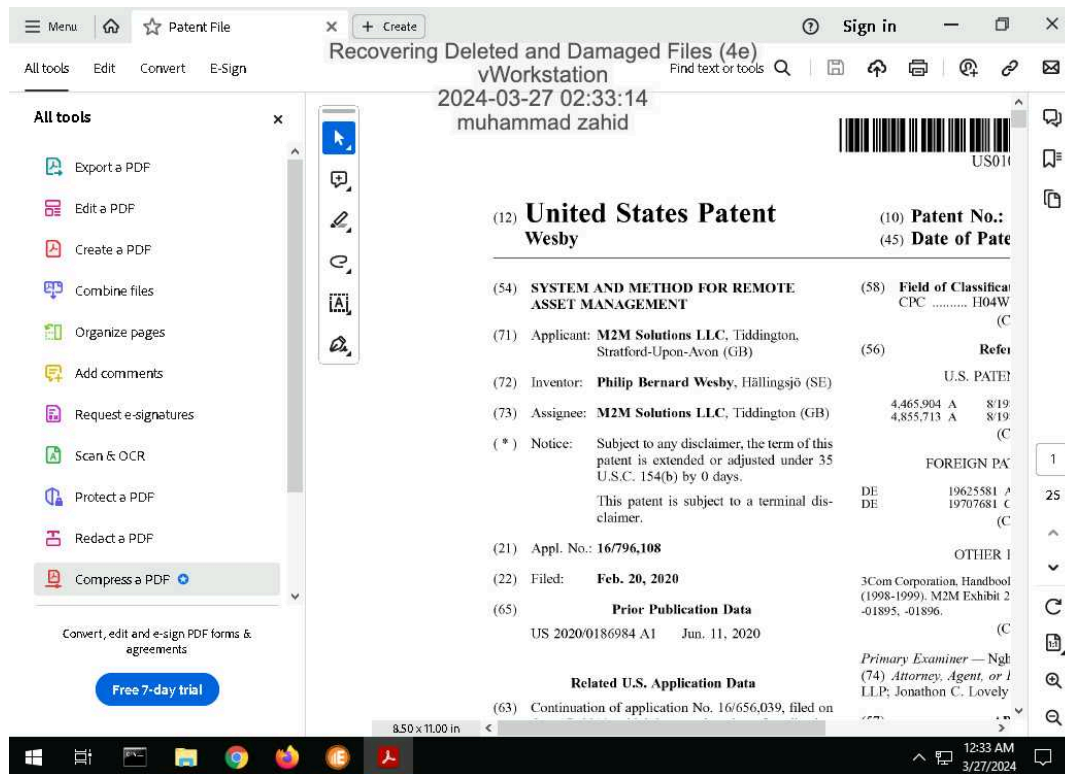 Menu
Patent File
Create
Sign in
Recovering Deleted and Damaged Files (4e)
vWorkstation
2024-03-27 02:33:14
muhammad zahid
All tools
Edit
Convert
E-Sign
Find text or tools
All tools
Export a PDF
Edit a PDF
Create a PDF
Combine files
Organize pages
Add comments
Request e-signatures
Scan & OCR
Protect a PDF
Redact a PDF
Compress a PDF
Convert, edit and e-sign PDF forms &
agreements
Free 7-day trial
US010
(12) United States Patent
Wesby
(10) Patent No.:
(45) Date of Pate
(54) SYSTEM AND METHOD FOR REMOTE
ASSET MANAGEMENT
(71) Applicant: M2M Solutions LLC, Tiddington,
Stratford-Upon-Avon (GB)
(72) Inventor: Philip Bernard Wesby, Hällingsjö (SE)
(73) Assignee: M2M Solutions LLC, Tiddington (GB)
( * ) Notice: Subject to any disclaimer, the term of this
patent is extended or adjusted under 35
U.S.C. 154(b) by 0 days.
This patent is subject to a terminal dis-
claimer.
(21) Appl. No.: 16/796,108
(22) Filed: Feb. 20, 2020
(65) Prior Publication Data
US 2020/0186984 A1 Jun. 11, 2020
Related U.S. Application Data
(63) Continuation of application No. 16/656,039, filed on
(58) Field of Classifica
CPC .......... H04W
(C
(56) Refer
U.S. PATEN
4,465,904 A 8/19
4,855,713 A 8/19
(C
FOREIGN PA
DE 19625581 A
DE 19707681 C
(C
OTHER
3Com Corporation, Handbool
(1998-1999). M2M Exhibit 2
-01895, -01896.
(C
Primary Examiner — Ngh
(74) Attorney, Agent, or
LLP; Jonathon C. Lovely
1
25
8.50 x 11.00 in
12:33 AM
3/27/2024